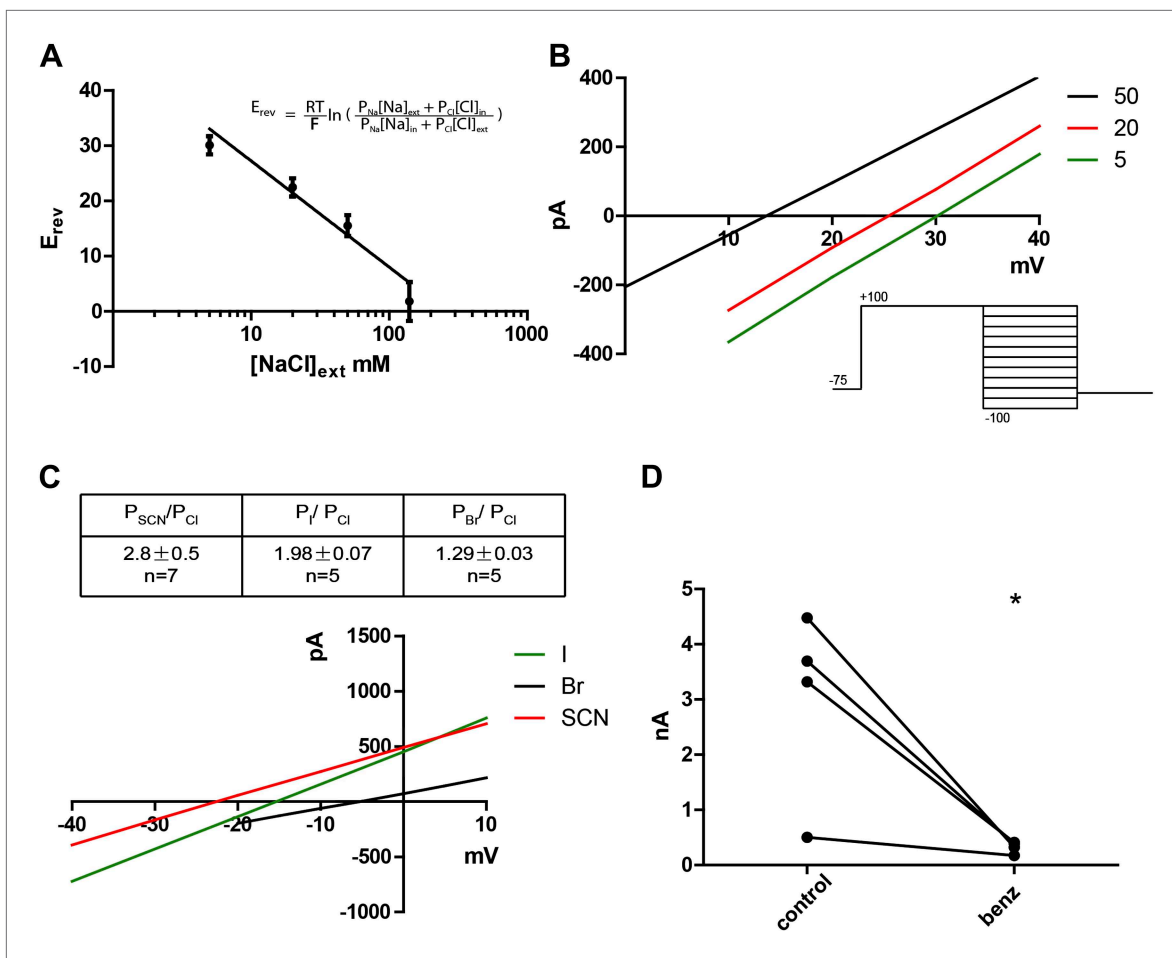 A
40
30
20
10
0
-10
E_rev
10
100
1000
[NaCl]_ext mM
E_rev = RT/F ln ( P_Na[Na]_ext + P_Cl[Cl]_in / P_Na[Na]_in + P_Cl[Cl]_ext )
B
400
200
0
-200
-400
pA
10
20
30
40
mV
50
20
5
+100
-75
-100
C
P_SCN/P_Cl
P_I/ P_Cl
P_Br/ P_Cl
2.8±0.5
n=7
1.98±0.07
n=5
1.29±0.03
n=5
pA
1500
1000
500
-500
-1000
-40
-30
-20
-10
10
mV
I
Br
SCN
D
5
4
3
2
1
0
nA
*
control
benz